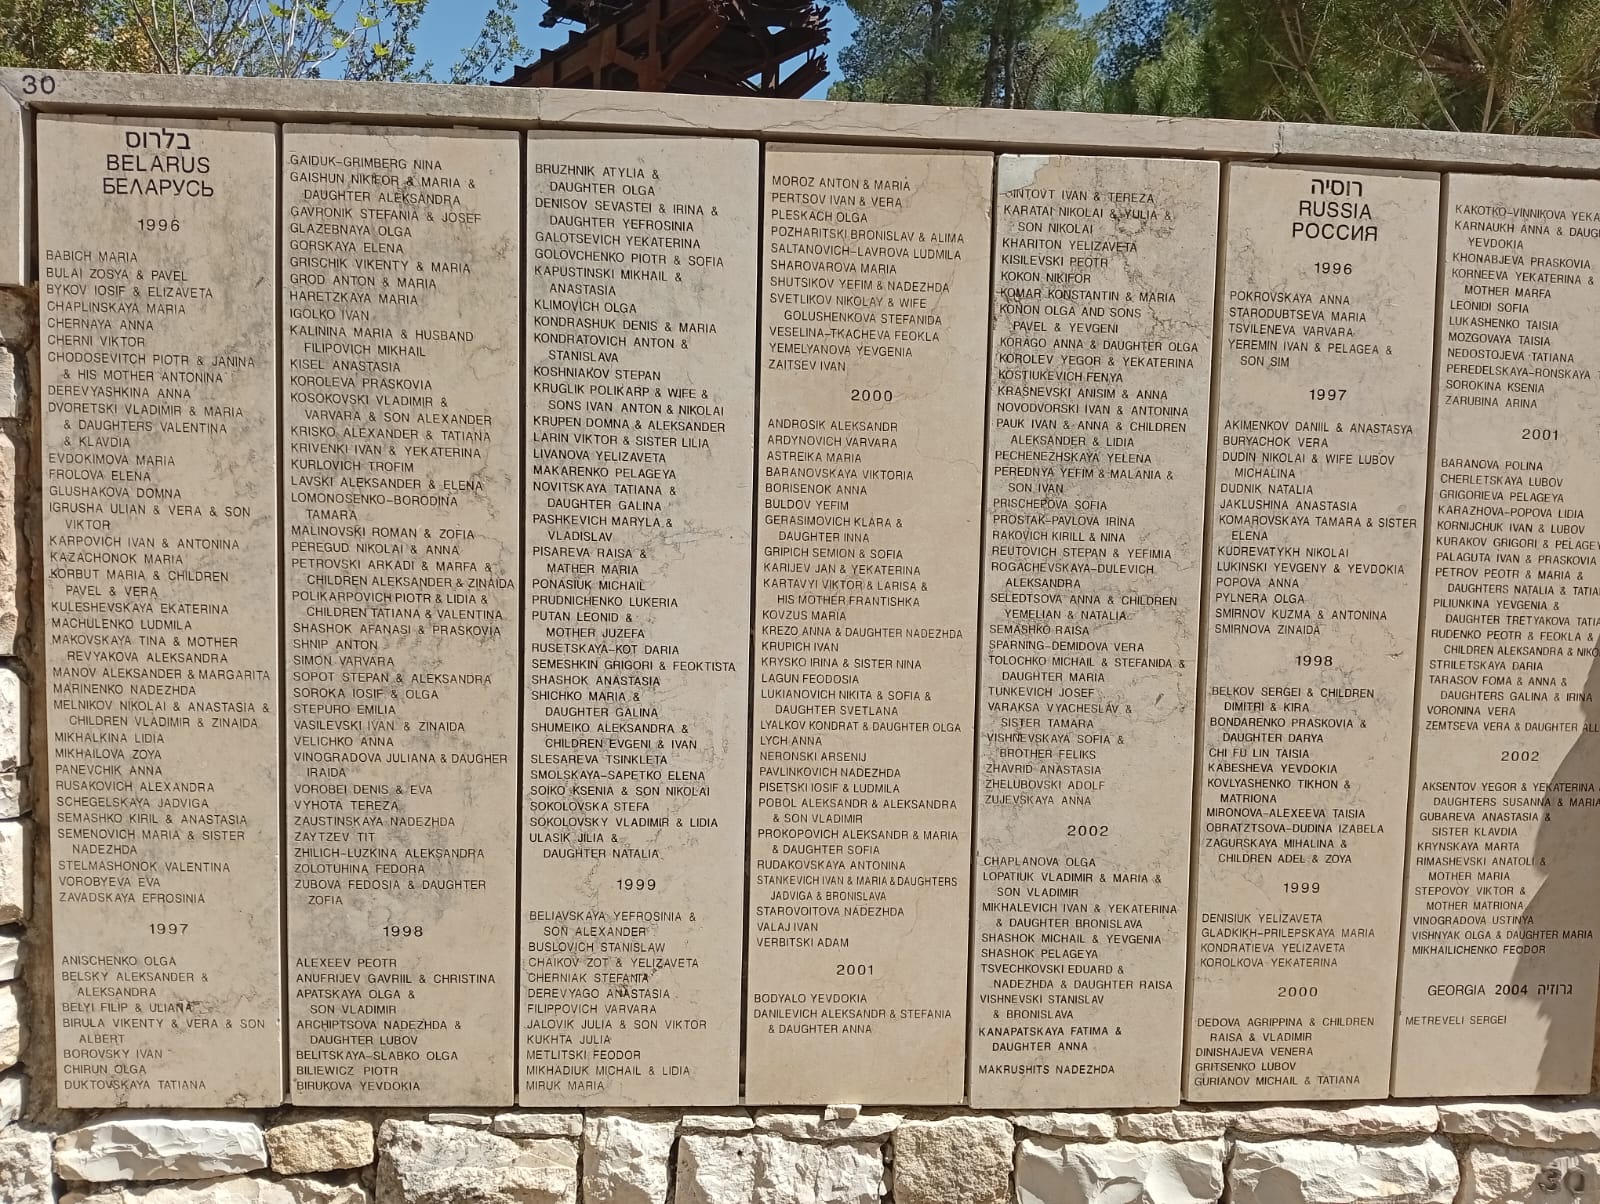 30
בלרוס
BELARUS
БЕЛАРУСЬ
1996
BABICH MARIA
BULAI ZOSYA & PAVEL
BYKOV IOSIF & ELIZAVETA
CHAPLINSKAYA MARIA
CHERNAYA ANNA
CHERNI VIKTOR
CHODOSEVITCH PIOTR & JANINA
& HIS MOTHER ANTONINA
DEREVYASHKINA ANNA
DVORETSKI VLADIMIR & MARIA
& DAUGHTERS VALENTINA
& KLAVDIA
EVDOKIMOVA MARIA
FROLOVA ELENA
GLUSHAKOVA DOMNA
IGRUSHA ULIAN & VERA & SON
VIKTOR
KARPOVICH IVAN & ANTONINA
KAZACHONOK MARIA
KORBUT MARIA & CHILDREN
PAVEL & VERA
KULESHEVSKAYA EKATERINA
MACHULENKO LUDMILA
MAKOVSKAYA TINA & MOTHER
REVYAKOVA ALEKSANDRA
MANOV ALEKSANDER & MARGARITA
MARINENKO NADEZHDA
MELNIKOV NIKOLAI & ANASTASIA &
CHILDREN VLADIMIR & ZINAIDA
MIKHALKINA LIDIA
MIKHAILOVA ZOYA
PANEVCHIK ANNA
RUSAKOVICH ALEXANDRA
SCHEGELSKAYA JADVIGA
SEMASHKO KIRIL & ANASTASIA
SEMENOVICH MARIA & SISTER
NADEZHDA
STELMASHONOK VALENTINA
VOROBYEVA EVA
ZAVADSKAYA EFROSINIA
1997
ANISCHENKO OLGA
BELSKY ALEKSANDER &
ALEKSANDRA
BELYI FILIP & ULIANA
BIRULA VIKENTY & VERA & SON
ALBERT
BOROVSKY IVAN
CHIRUN OLGA
DUKTOVSKAYA TATIANA
GAIDUK-GRIMBERG NINA
GAISHUN NIKIFOR & MARIA &
DAUGHTER ALEKSANDRA
GAVRONIK STEFANIA & JOSEF
GLAZEBNAYA OLGA
GORSKAYA ELENA
GRISCHIK VIKENTY & MARIA
GROD ANTON & MARIA
HARETZKAYA MARIA
IGOLKO IVAN
KALININA MARIA & HUSBAND
FILIPOVICH MIKHAIL
KISEL ANASTASIA
KOROLEVA PRASKOVIA
KOSOKOVSKI VLADIMIR &
VARVARA & SON ALEXANDER
KRISKO ALEXANDER & TATIANA
KRIVENKI IVAN & YEKATERINA
KURLOVICH TROFIM
LAVSKI ALEKSANDER & ELENA
LOMONOSENKO-BORODINA
TAMARA
MALINOVSKI ROMAN & ZOFIA
PEREGUD NIKOLAI & ANNA
PETROVSKI ARKADI & MARFA &
CHILDREN ALEKSANDER & ZINAIDA
POLIKARPOVICH PIOTR & LIDIA &
CHILDREN TATIANA & VALENTINA
SHASHOK AFANASI & PRASKOVIA
SHNIP ANTON
SIMON VARVARA
SOPOT STEPAN & ALEKSANDRA
SOROKA IOSIF & OLGA
STEPURO EMILIA
VASILEVSKI IVAN & ZINAIDA
VELICHKO ANNA
VINOGRADOVA JULIANA & DAUGHER
IRAIDA
VOROBEI DENIS & EVA
VYHOTA TEREZA
ZAUSTINSKAYA NADEZHDA
ZAYTZEV TIT
ZHILICH-LUZKINA ALEKSANDRA
ZOLOTUHINA FEDORA
ZUBOVA FEDOSIA & DAUGHTER
ZOFIA
1998
ALEXEEV PEOTR
ANUFRIJEV GAVRIIL & CHRISTINA
APATSKAYA OLGA &
SON VLADIMIR
ARCHIPTSOVA NADEZHDA &
DAUGHTER LUBOV
BELITSKAYA-SLABKO OLGA
BILIEWICZ PIOTR
BIRUKOVA YEVDOKIA
BRUZHNIK ATYLIA &
DAUGHTER OLGA
DENISOV SEVASTEI & IRINA &
DAUGHTER YEFROSINIA
GALOTSEVICH YEKATERINA
GOLOVCHENKO PIOTR & SOFIA
KAPUSTINSKI MIKHAIL &
ANASTASIA
KLIMOVICH OLGA
KONDRASHUK DENIS & MARIA
KONDRATOVICH ANTON &
STANISLAVA
KOSHNIAKOV STEPAN
KRUGLIK POLIKARP & WIFE &
SONS IVAN ANTON & NIKOLAI
KRUPEN DOMNA & ALEKSANDER
LARIN VIKTOR & SISTER LILIA
LIVANOVA YELIZAVETA
MAKARENKO PELAGEYA
NOVITSKAYA TATIANA &
DAUGHTER GALINA
PASHKEVICH MARYLA &
VLADISLAV
PISAREVA RAISA &
MATHER MARIA
PONASIUK MICHAIL
PRUDNICHENKO LUKERIA
PUTAN LEONID &
MOTHER JUZEFA
RUSETSKAYA-KOT DARIA
SEMESHKIN GRIGORI & FEOKTISTA
SHASHOK ANASTASIA
SHICHKO MARIA &
DAUGHTER GALINA
SHUMEIKO ALEKSANDRA &
CHILDREN EVGENI & IVAN
SLESAREVA TSINKLETA
SMOLSKAYA-SAPETKO ELENA
SOIKO KSENIA & SON NIKOLAI
SOKOLOVSKA STEFA
SOKOLOVSKY VLADIMIR & LIDIA
ULASIK JILIA &
DAUGHTER NATALIA
1999
BELIAVSKAYA YEFROSINIA &
SON ALEXANDER
BUSLOVICH STANISLAW
CHAIKOV ZOT & YELIZAVETA
CHERNIAK STEFANIA
DEREVYAGO ANASTASIA
FILIPPOVICH VARVARA
JALOVIK JULIA & SON VIKTOR
KUKHTA JULIA
METLITSKI FEODOR
MIKHADIUK MICHAIL & LIDIA
MIRUK MARIA
MOROZ ANTON & MARIA
PERTSOV IVAN & VERA
PLESKACH OLGA
POZHARITSKI BRONISLAV & ALIMA
SALTANOVICH-LAVROVA LUDMILA
SHAROVAROVA MARIA
SHUTSIKOV YEFIM & NADEZHDA
SVETLIKOV NIKOLAY & WIFE
GOLUSHENKOVA STEFANIDA
VESELINA-TKACHEVA FEOKLA
YEMELYANOVA YEVGENIA
ZAITSEV IVAN
2000
ANDROSIK ALEKSANDR
ARDYNOVICH VARVARA
ASTREIKA MARIA
BARANOVSKAYA VIKTORIA
BORISENOK ANNA
BULDOV YEFIM
GERASIMOVICH KLARA &
DAUGHTER INNA
GRIPICH SEMION & SOFIA
KARIJEV JAN & YEKATERINA
KARTAVYI VIKTOR & LARISA &
HIS MOTHER FRANTISHKA
KOVZUS MARIA
KREZO ANNA & DAUGHTER NADEZHDA
KRUPICH IVAN
KRYSKO IRINA & SISTER NINA
LAGUN FEODOSIA
LUKIANOVICH NIKITA & SOFIA &
DAUGHTER SVETLANA
LYALKOV KONDRAT & DAUGHTER OLGA
LYCH ANNA
NERONSKI ARSENIJ
PAVLINKOVICH NADEZHDA
PISETSKI IOSIF & LUDMILA
POBOL ALEKSANDR & ALEKSANDRA
& SON VLADIMIR
PROKOPOVICH ALEKSANDR & MARIA
& DAUGHTER SOFIA
RUDAKOVSKAYA ANTONINA
STANKEVICH IVAN & MARIA & DAUGHTERS
JADVIGA & BRONISLAVA
STAROVOITOVA NADEZHDA
VALAJ IVAN
VERBITSKI ADAM
2001
BODYALO YEVDOKIA
DANILEVICH ALEKSANDR & STEFANIA
& DAUGHTER ANNA
IVAN & TEREZA
KARATAI NIKOLAI & YULIA &
SON NIKOLAI
KHARITON YELIZAVETA
KISILEVSKI PEOTR
KOKON NIKIFOR
KOMAR KONSTANTIN & MARIA
KONON OLGA AND SONS
PAVEL & YEVGENI
KORAGO ANNA & DAUGHTER OLGA
KOROLEV YEGOR & YEKATERINA
KOSTIUKEVICH FENYA
KRASNEVSKI ANISIM & ANNA
NOVODVORSKI IVAN & ANTONINA
PAUK IVAN & ANNA & CHILDREN
ALEKSANDER & LIDIA
PECHENEZHSKAYA YELENA
PEREDNYA YEFIM & MALANIA &
SON IVAN
PRISCHEPOVA SOFIA
PROSTAK-PAVLOVA IRINA
RAKOVICH KIRILL & NINA
REUTOVICH STEPAN & YEFIMIA
ROGACHEVSKAYA-DULEVICH
ALEKSANDRA
SELEDTSOVA ANNA & CHILDREN
YEMELIAN & NATALIA
SEMASHKO RAISA
SPARNING-DEMIDOVA VERA
TOLOCHKO MICHAIL & STEFANIDA &
DAUGHTER MARIA
TUNKEVICH JOSEF
VARAKSA VYACHESLAV &
SISTER TAMARA
VISHNEVSKAYA SOFIA &
BROTHER FELIKS
ZHAVRID ANASTASIA
ZHELUBOVSKI ADOLF
ZUJEVSKAYA ANNA
2002
CHAPLANOVA OLGA
LOPATIUK VLADIMIR & MARIA &
SON VLADIMIR
MIKHALEVICH IVAN & YEKATERINA
& DAUGHTER BRONISLAVA
SHASHOK MICHAIL & YEVGENIA
SHASHOK PELAGEYA
TSVECHKOVSKI EDUARD &
NADEZHDA & DAUGHTER RAISA
VISHNEVSKI STANISLAV
& BRONISLAVA
KANAPATSKAYA FATIMA &
DAUGHTER ANNA
MAKRUSHITS NADEZHDA
רוסיה
RUSSIA
РОССИЯ
1996
POKROVSKAYA ANNA
STARODUBTSEVA MARIA
TSVILENEVA VARVARA
YEREMIN IVAN & PELAGEA &
SON SIM
1997
AKIMENKOV DANIIL & ANASTASYA
BURYACHOK VERA
DUDIN NIKOLAI & WIFE LUBOV
MICHALINA
DUDNIK NATALIA
JAKLUSHINA ANASTASIA
KOMAROVSKAYA TAMARA & SISTER
ELENA
KUDREVATYKH NIKOLAI
LUKINSKI YEVGENY & YEVDOKIA
POPOVA ANNA
PYLNERA OLGA
SMIRNOV KUZMA & ANTONINA
SMIRNOVA ZINAIDA
1998
BELKOV SERGEI & CHILDREN
DIMITRI & KIRA
BONDARENKO PRASKOVIA &
DAUGHTER DARYA
CHI FU LIN TAISIA
KABESHEVA YEVDOKIA
KOVLYASHENKO TIKHON &
MATRIONA
MIRONOVA-ALEXEEVA TAISIA
OBRATZTSOVA-DUDINA IZABELA
ZAGURSKAYA MIHALINA &
CHILDREN ADEL & ZOYA
1999
DENISIUK YELIZAVETA
GLADKIKH-PRILEPSKAYA MARIA
KONDRATIEVA YELIZAVETA
KOROLKOVA YEKATERINA
2000
DEDOVA AGRIPPINA & CHILDREN
RAISA & VLADIMIR
DINISHAJEVA VENERA
GRITSENKO LUBOV
GURIANOV MICHAIL & TATIANA
KAKOTKO-VINNIKOVA YEKA
KARNAUKH ANNA & DAUG
YEVDOKIA
KHONABJEVA PRASKOVIA
KORNEEVA YEKATERINA &
MOTHER MARFA
LEONIDI SOFIA
LUKASHENKO TAISIA
MOZGOVAYA TAISIA
NEDOSTOJEVA TATIANA
PEREDELSKAYA-RONSKAYA
SOROKINA KSENIA
ZARUBINA ARINA
2001
BARANOVA POLINA
CHERLETSKAYA LUBOV
GRIGORIEVA PELAGEYA
KARAZHOVA-POPOVA LIDIA
KORNIJCHUK IVAN & LUBOV
KURAKOV GRIGORI & PELAGEY
PALAGUTA IVAN & PRASKOVIA
PETROV PEOTR & MARIA &
DAUGHTERS NATALIA & TATIA
PILIUNKINA YEVGENIA &
DAUGHTER TRETYAKOVA TATI
RUDENKO PEOTR & FEOKLA &
CHILDREN ALEKSANDRA & NIKO
STRILETSKAYA DARIA
TARASOV FOMA & ANNA &
DAUGHTERS GALINA & IRINA
VORONINA VERA
ZEMTSEVA VERA & DAUGHTER ALL
2002
AKSENTOV YEGOR & YEKATERINA
DAUGHTERS SUSANNA & MARIA
GUBAREVA ANASTASIA &
SISTER KLAVDIA
KRYNSKAYA MARTA
RIMASHEVSKI ANATOLI &
MOTHER MARIA
STEPOVOY VIKTOR &
MOTHER MATRIONA
VINOGRADOVA USTINYA
VISHNYAK OLGA & DAUGHTER MARIA
MIKHAILICHENKO FEODOR
GEORGIA 2004 גרוזיה
METREVELI SERGEI
30